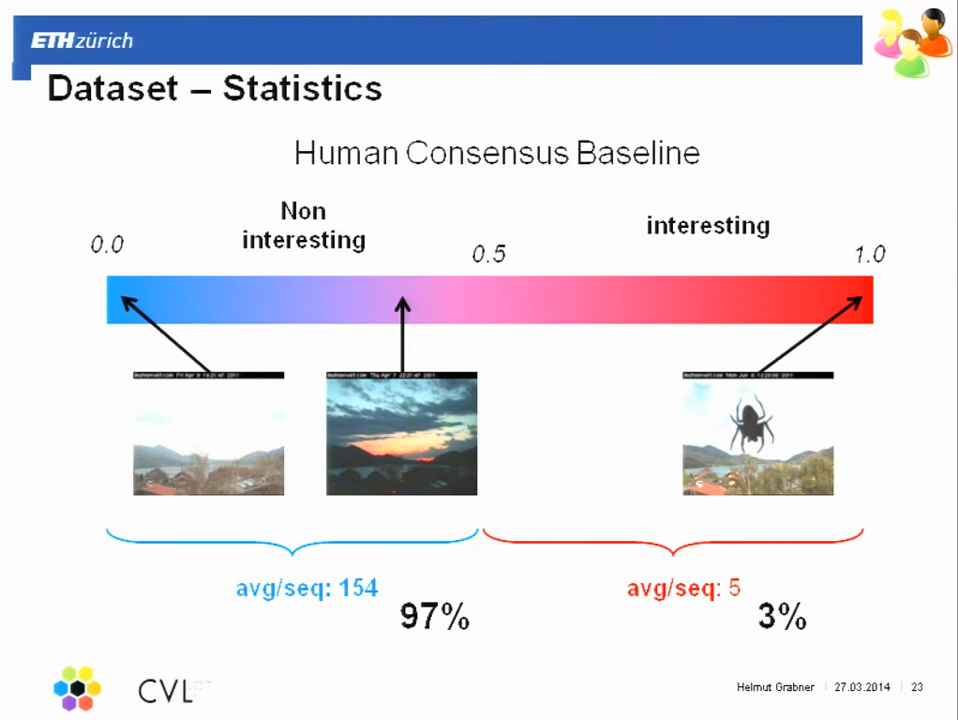 ETH zürich
Dataset – Statistics
Human Consensus Baseline
Non
interesting
interesting
0.0
0.5
1.0
avg/seq: 154
avg/seq: 5
97%
3%
CVL
Helmut Grabner
27.03.2014
23